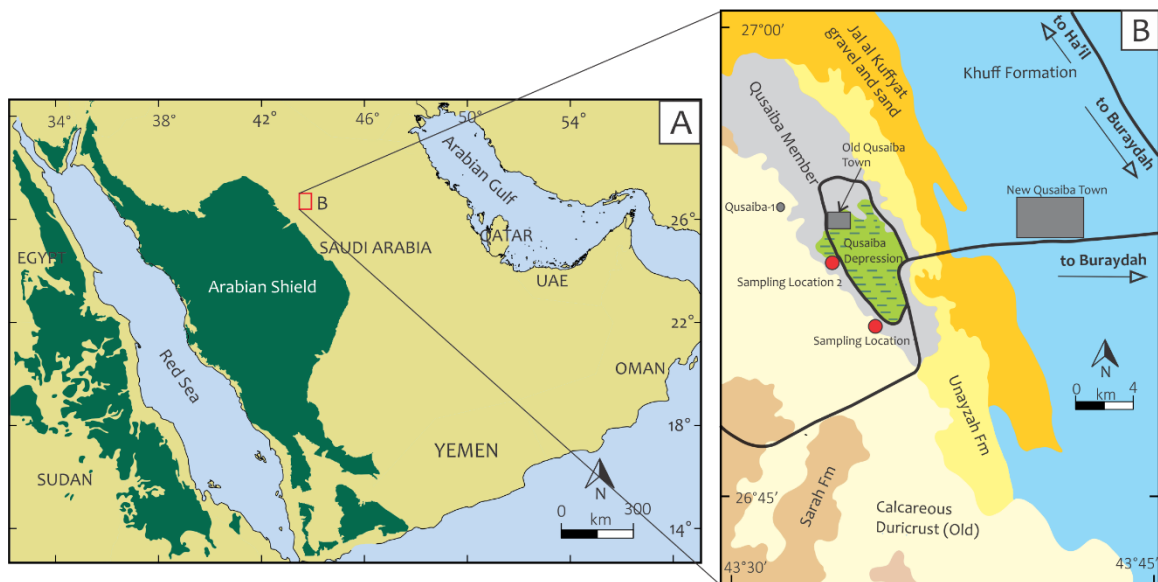 A
34°
38°
42°
46°
50°
54°
26°
22°
18°
14°
Arabian Gulf
QATAR
SAUDI ARABIA
UAE
EGYPT
Arabian Shield
Red Sea
OMAN
YEMEN
SUDAN
B
N
0 300
km
B
27°00'
to Ha'il
Jal al Kuffyat
gravel and sand
Khuff Formation
to Buraydah
Qusaiba Member
Old Qusaiba
Town
New Qusaiba Town
Qusaiba-1
Qusaiba
Depression
to Buraydah
Sampling Location 2
Sampling Location
N
0 km 4
Unayzah Fm
26°45'
Sarah Fm
Calcareous
Duricrust (Old)
43°30'
43°45'